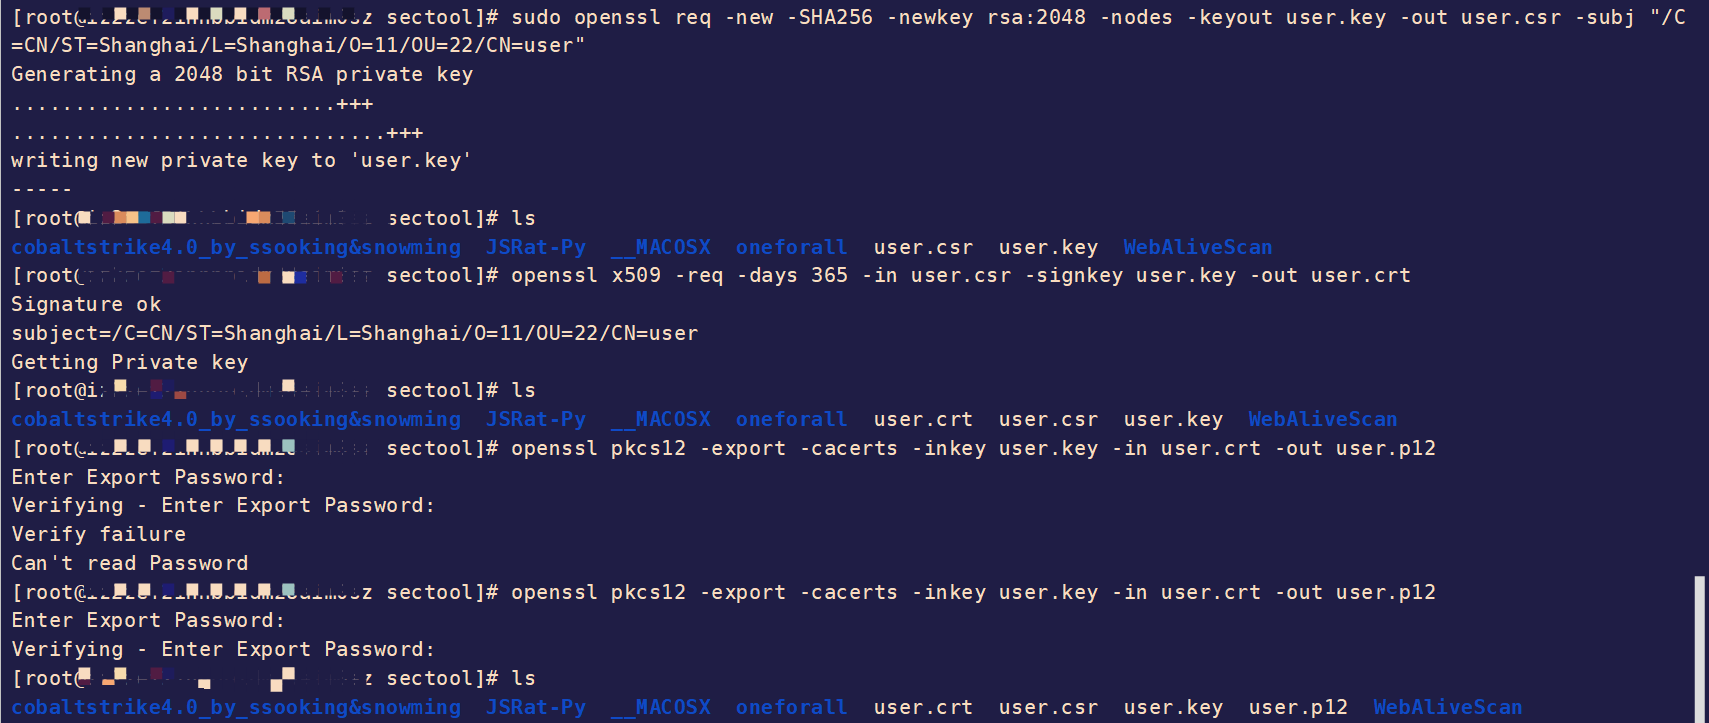 [root@ sectool]# sudo openssl req -new -SHA256 -newkey rsa:2048 -nodes -keyout user.key -out user.csr -subj "/C
=CN/ST=Shanghai/L=Shanghai/O=11/OU=22/CN=user"
Generating a 2048 bit RSA private key
..........................+++
..............................+++
writing new private key to 'user.key'
-----
[root@ sectool]# ls
cobaltstrike4.0_by_ssooking&snowming  JSRat-Py  __MACOSX  oneforall  user.csr  user.key  WebAliveScan
[root@ sectool]# openssl x509 -req -days 365 -in user.csr -signkey user.key -out user.crt
Signature ok
subject=/C=CN/ST=Shanghai/L=Shanghai/O=11/OU=22/CN=user
Getting Private key
[root@ sectool]# ls
cobaltstrike4.0_by_ssooking&snowming  JSRat-Py  __MACOSX  oneforall  user.crt  user.csr  user.key  WebAliveScan
[root@ sectool]# openssl pkcs12 -export -cacerts -inkey user.key -in user.crt -out user.p12
Enter Export Password:
Verifying - Enter Export Password:
Verify failure
Can't read Password
[root@ sectool]# openssl pkcs12 -export -cacerts -inkey user.key -in user.crt -out user.p12
Enter Export Password:
Verifying - Enter Export Password:
[root@ sectool]# ls
cobaltstrike4.0_by_ssooking&snowming  JSRat-Py  __MACOSX  oneforall  user.crt  user.csr  user.key  user.p12  WebAliveScan